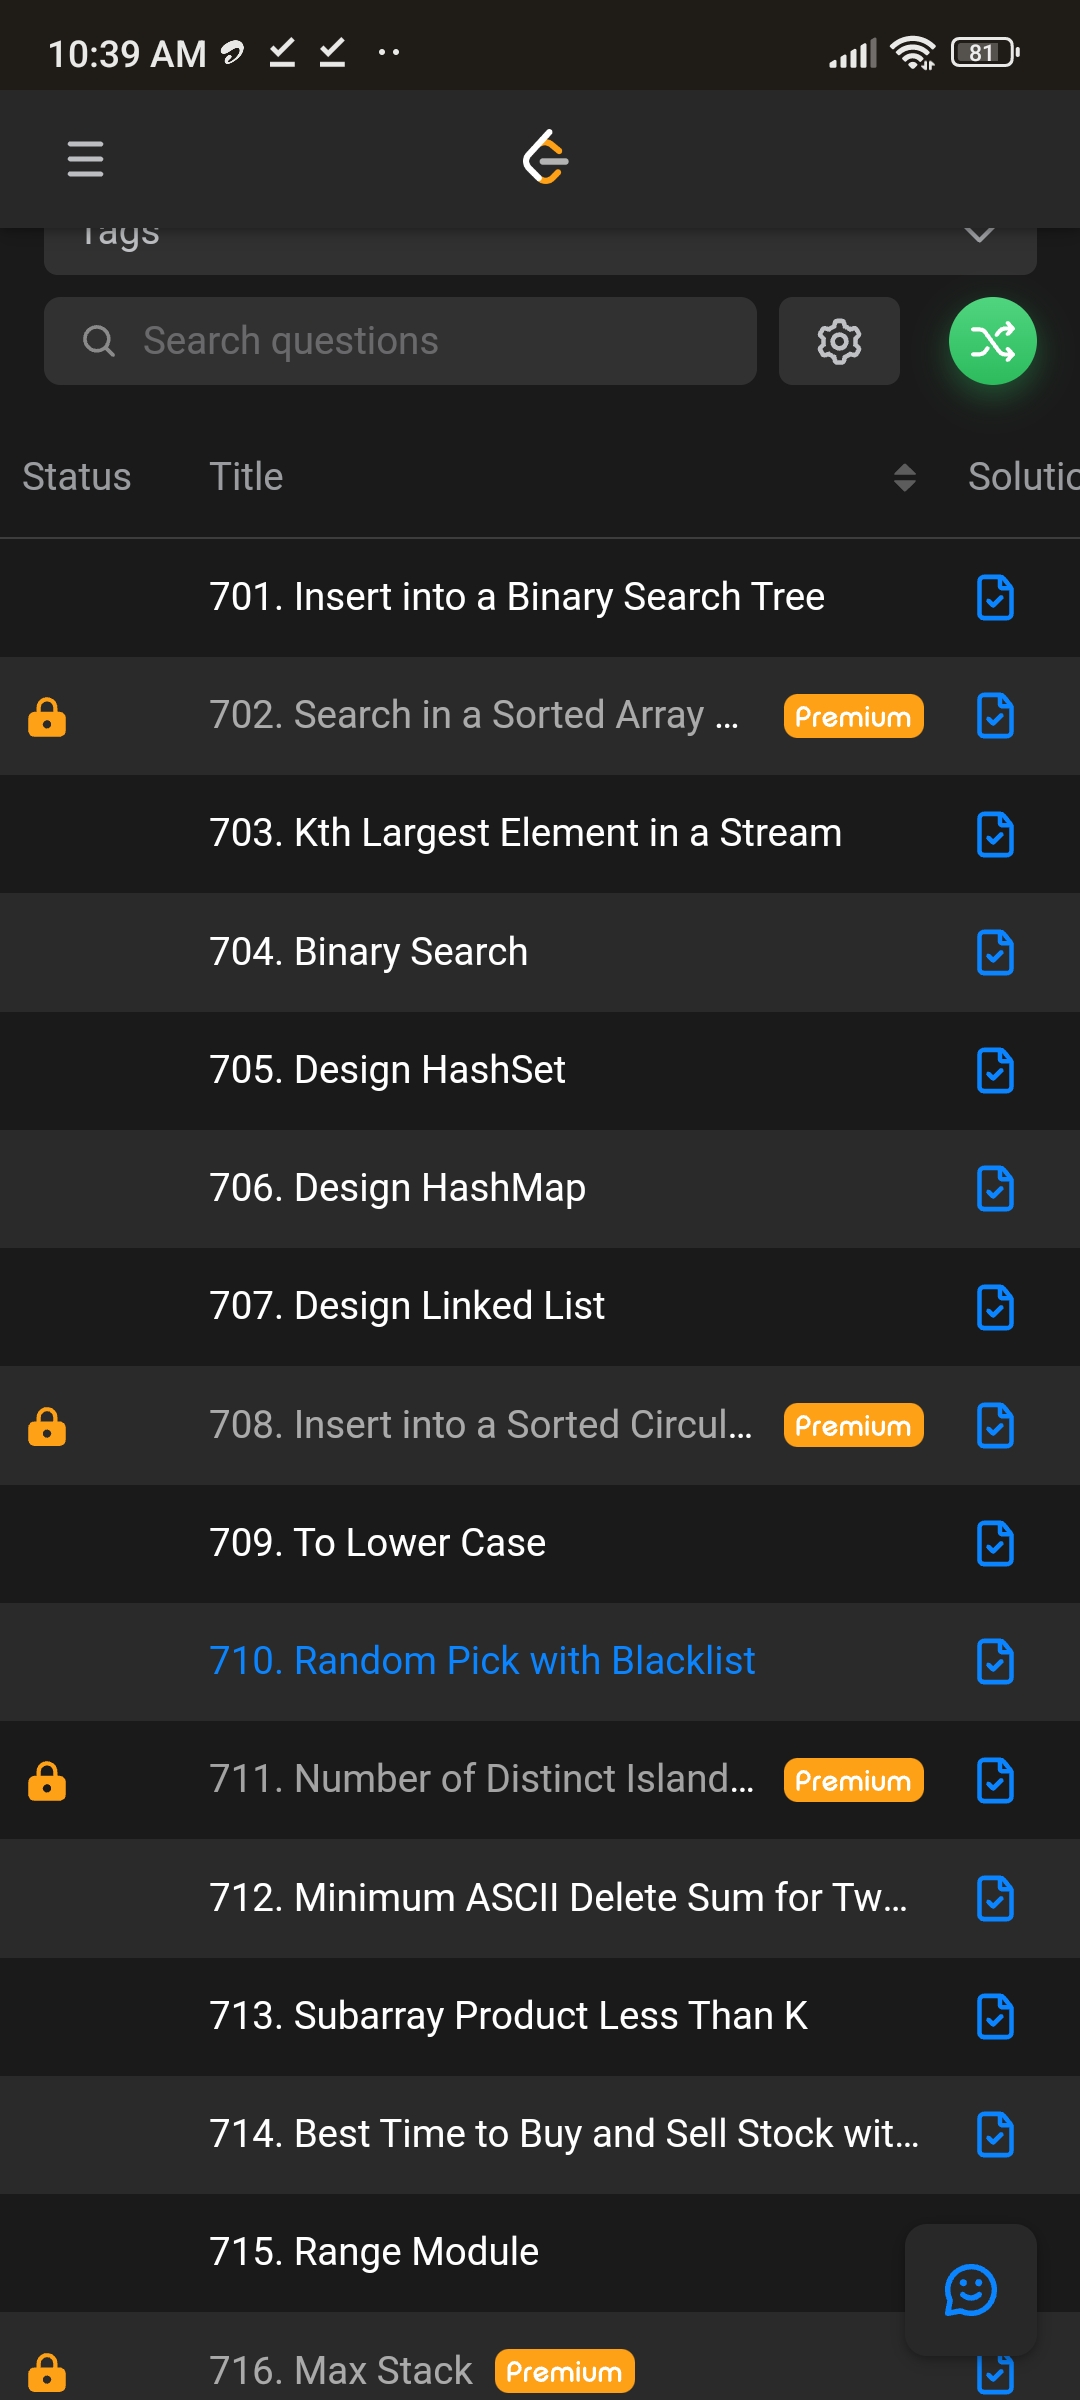 10:39 AM
81
Tags
Search questions
Status Title Solutio
701. Insert into a Binary Search Tree
702. Search in a Sorted Array ... Premium
703. Kth Largest Element in a Stream
704. Binary Search
705. Design HashSet
706. Design HashMap
707. Design Linked List
708. Insert into a Sorted Circul... Premium
709. To Lower Case
710. Random Pick with Blacklist
711. Number of Distinct Island... Premium
712. Minimum ASCII Delete Sum for Tw...
713. Subarray Product Less Than K
714. Best Time to Buy and Sell Stock wit...
715. Range Module
716. Max Stack Premium